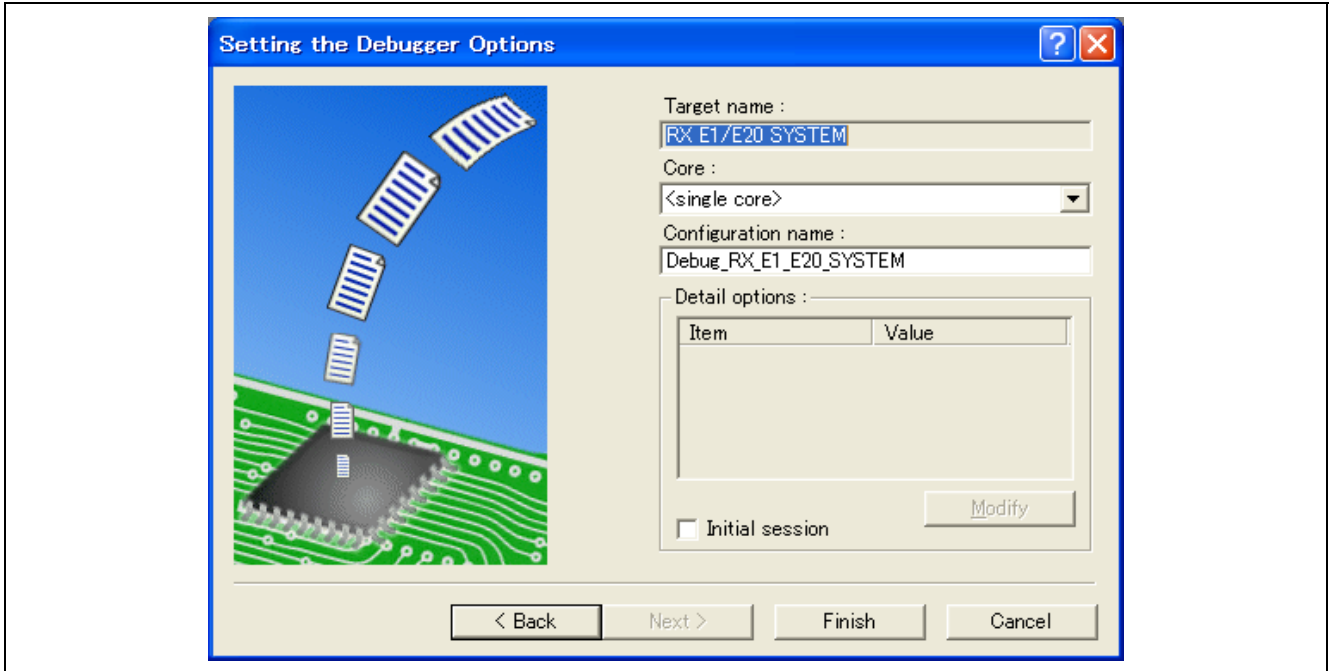 Setting the Debugger Options
Target name :
RX E1/E20 SYSTEM
Core :
<single core>
Configuration name :
Debug_RX_E1_E20_SYSTEM
Detail options :
Item Value
Modify
Initial session
< Back Next > Finish Cancel